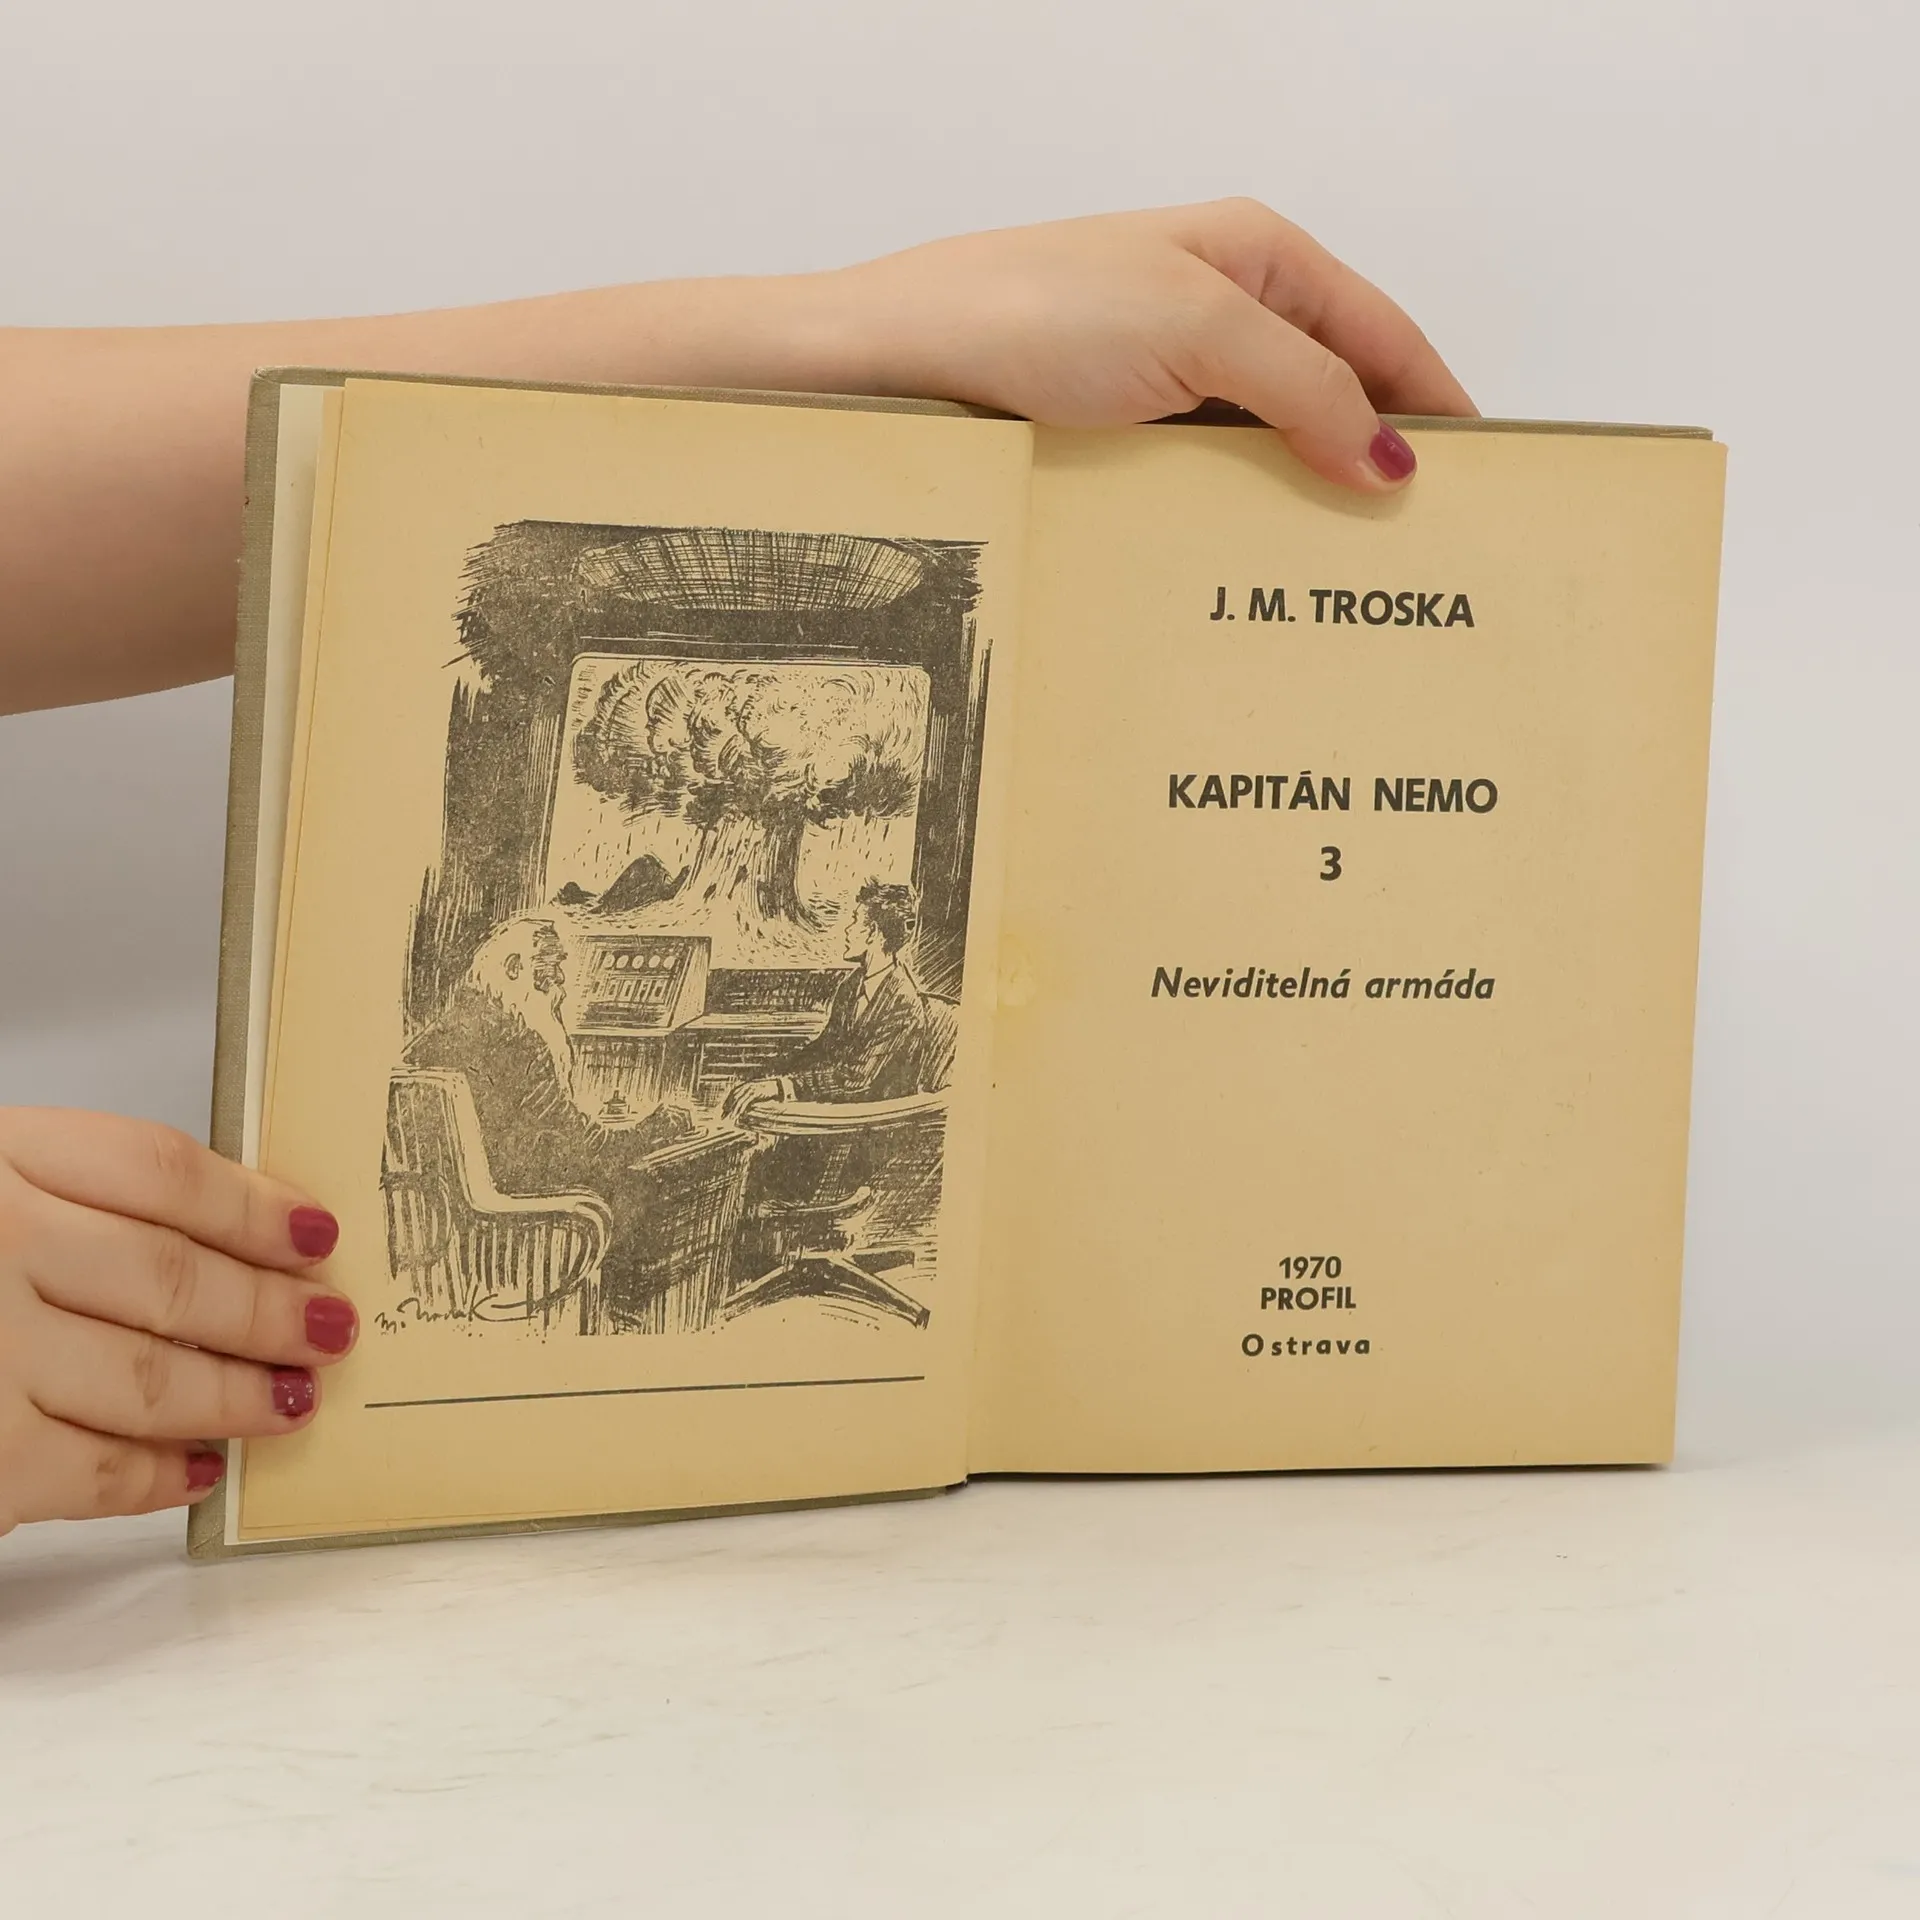 J. M. TROSKA
KAPITÁN NEMO
3
Neviditelná armáda
1970
PROFIL
Ostrava